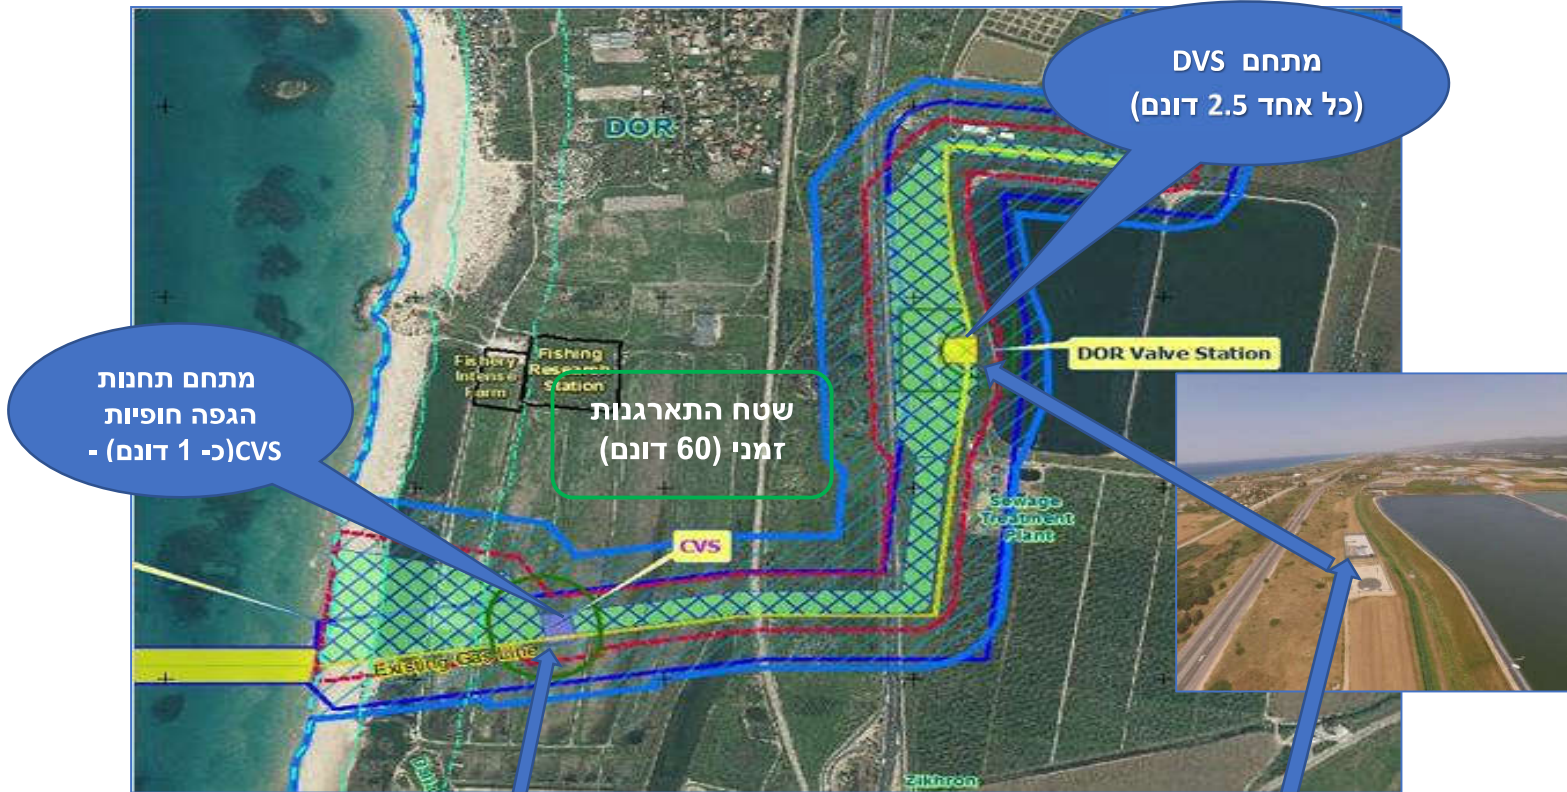 מתחם DVS
(כל אחד 2.5 דונם)
DOR
DOR Valve Station
Fishery
Intense
Farm
Fishing
Research
Station
מתחם תחנות
הגפה חופיות
CVS(כ- 1 דונם) -
שטח התארגנות
זמני (60 דונם)
Sewage
Treatment
Plant
CVS
Existing Gas Line
Zikhron